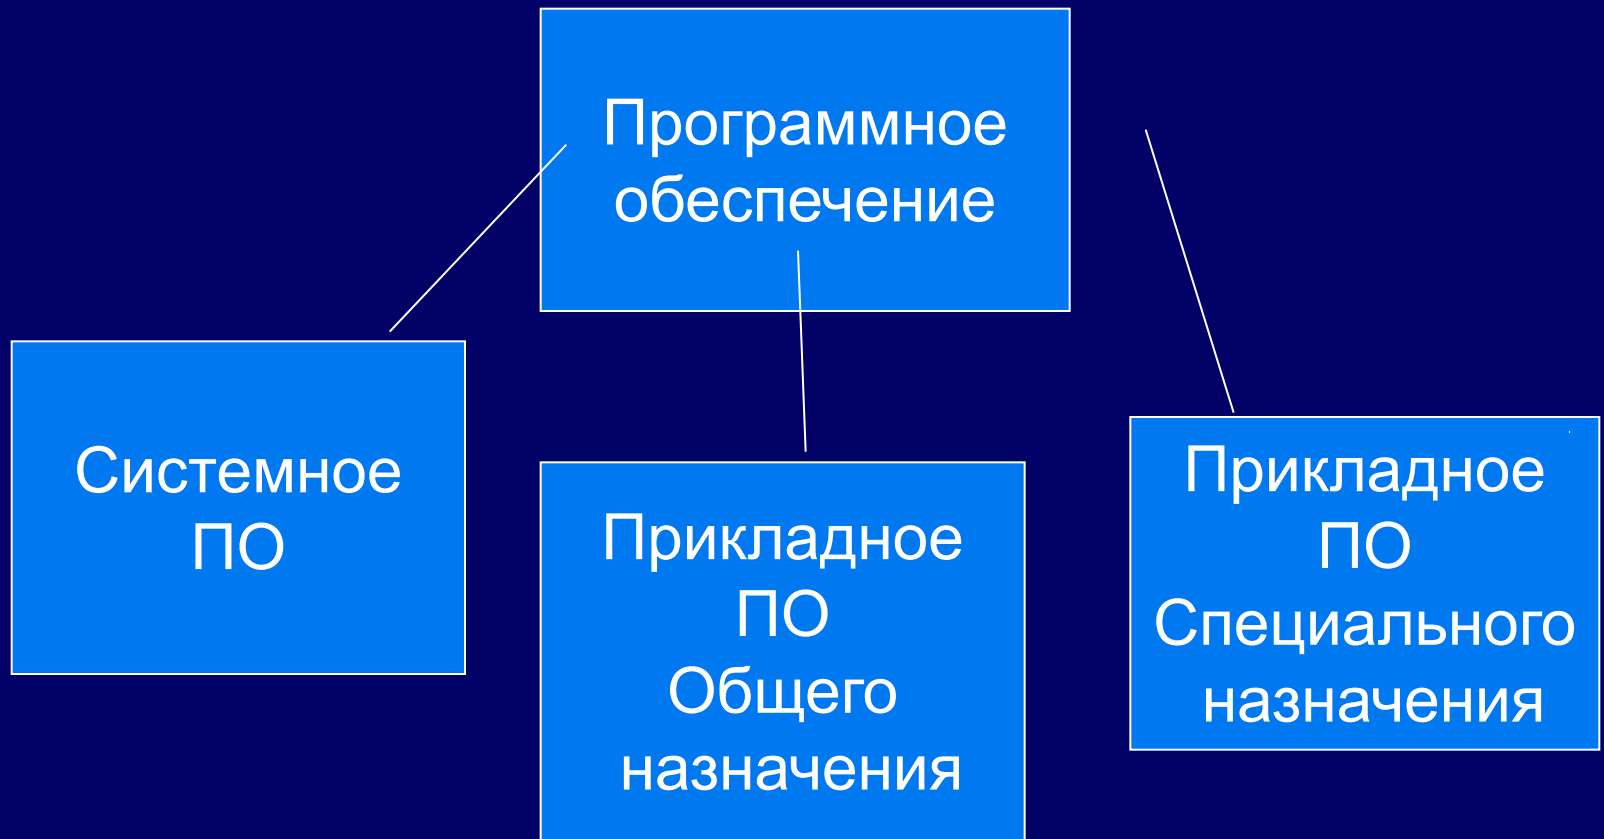 Программное
обеспечение
Системное
ПО
Прикладное
ПО
Общего
назначения
Прикладное
ПО
Специального
назначения